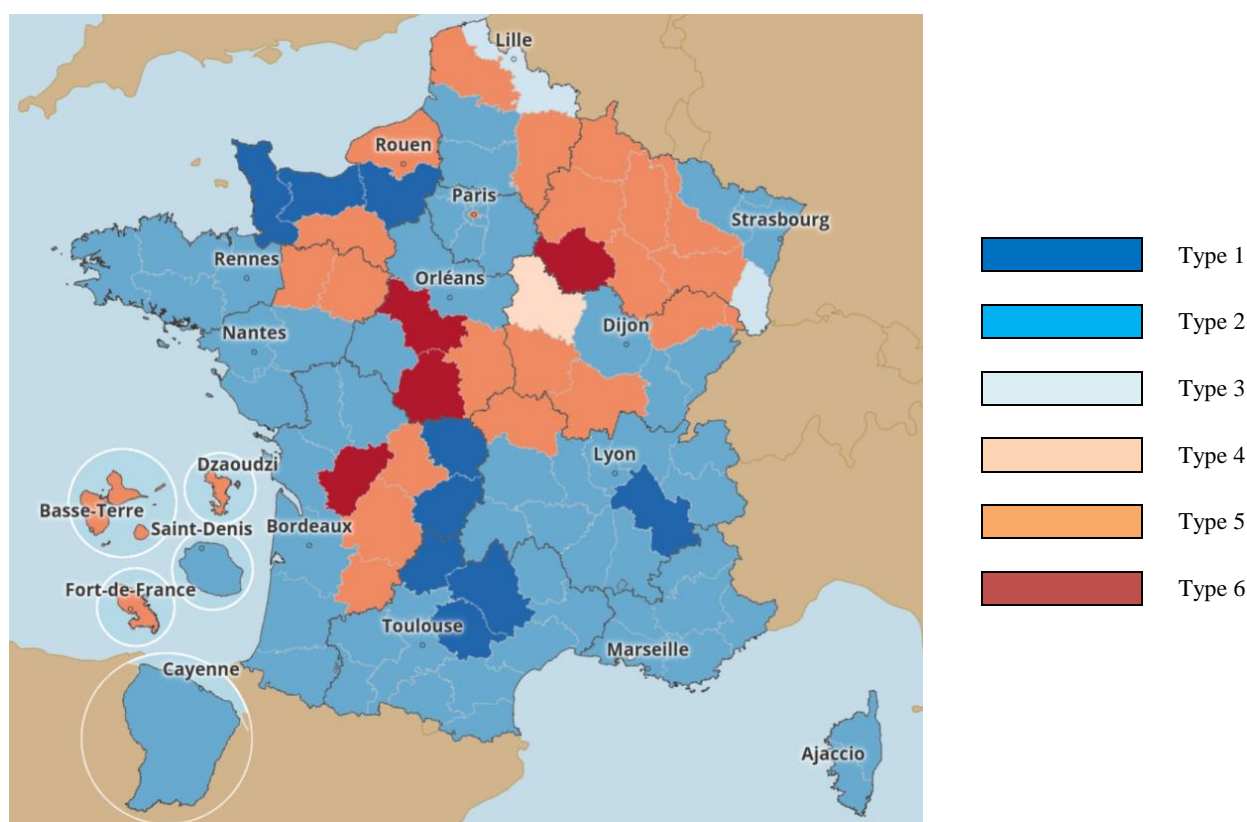 Lille
Rouen
Paris
Strasbourg
Rennes
Orléans
Nantes
Dijon
Lyon
Dzaoudzi
Basse-Terre
Saint-Denis
Bordeaux
Fort-de-France
Toulouse
Marseille
Cayenne
Ajaccio
Type 1
Type 2
Type 3
Type 4
Type 5
Type 6